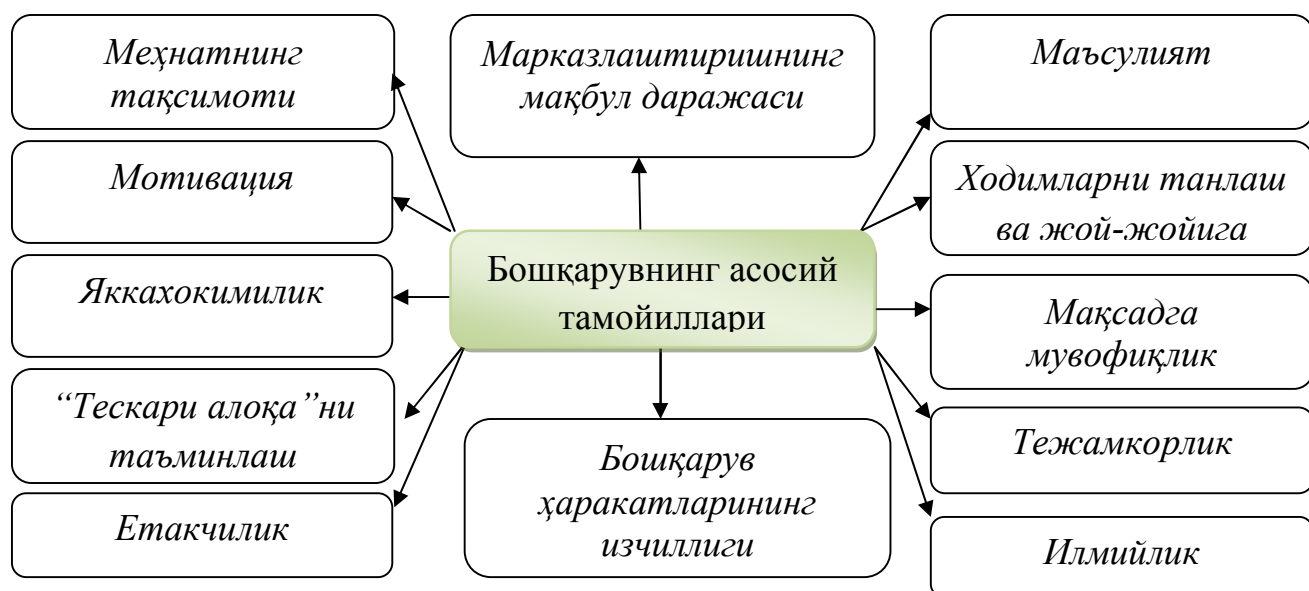 Меҳнатнинг
тақсимоти
Мотивация
Яккахокимилик
“Тескари алоқа”ни
таъминлаш
Етакчилик
Марказлаштиришнинг
мақбул даражаси
Бошқарувнинг асосий
тамойиллари
Бошқарув
ҳаракатларининг
изчиллиги
Маъсулият
Ходимларни танлаш
ва жой-жойига
Мақсадга
мувофиқлик
Тежамкорлик
Илмийлик